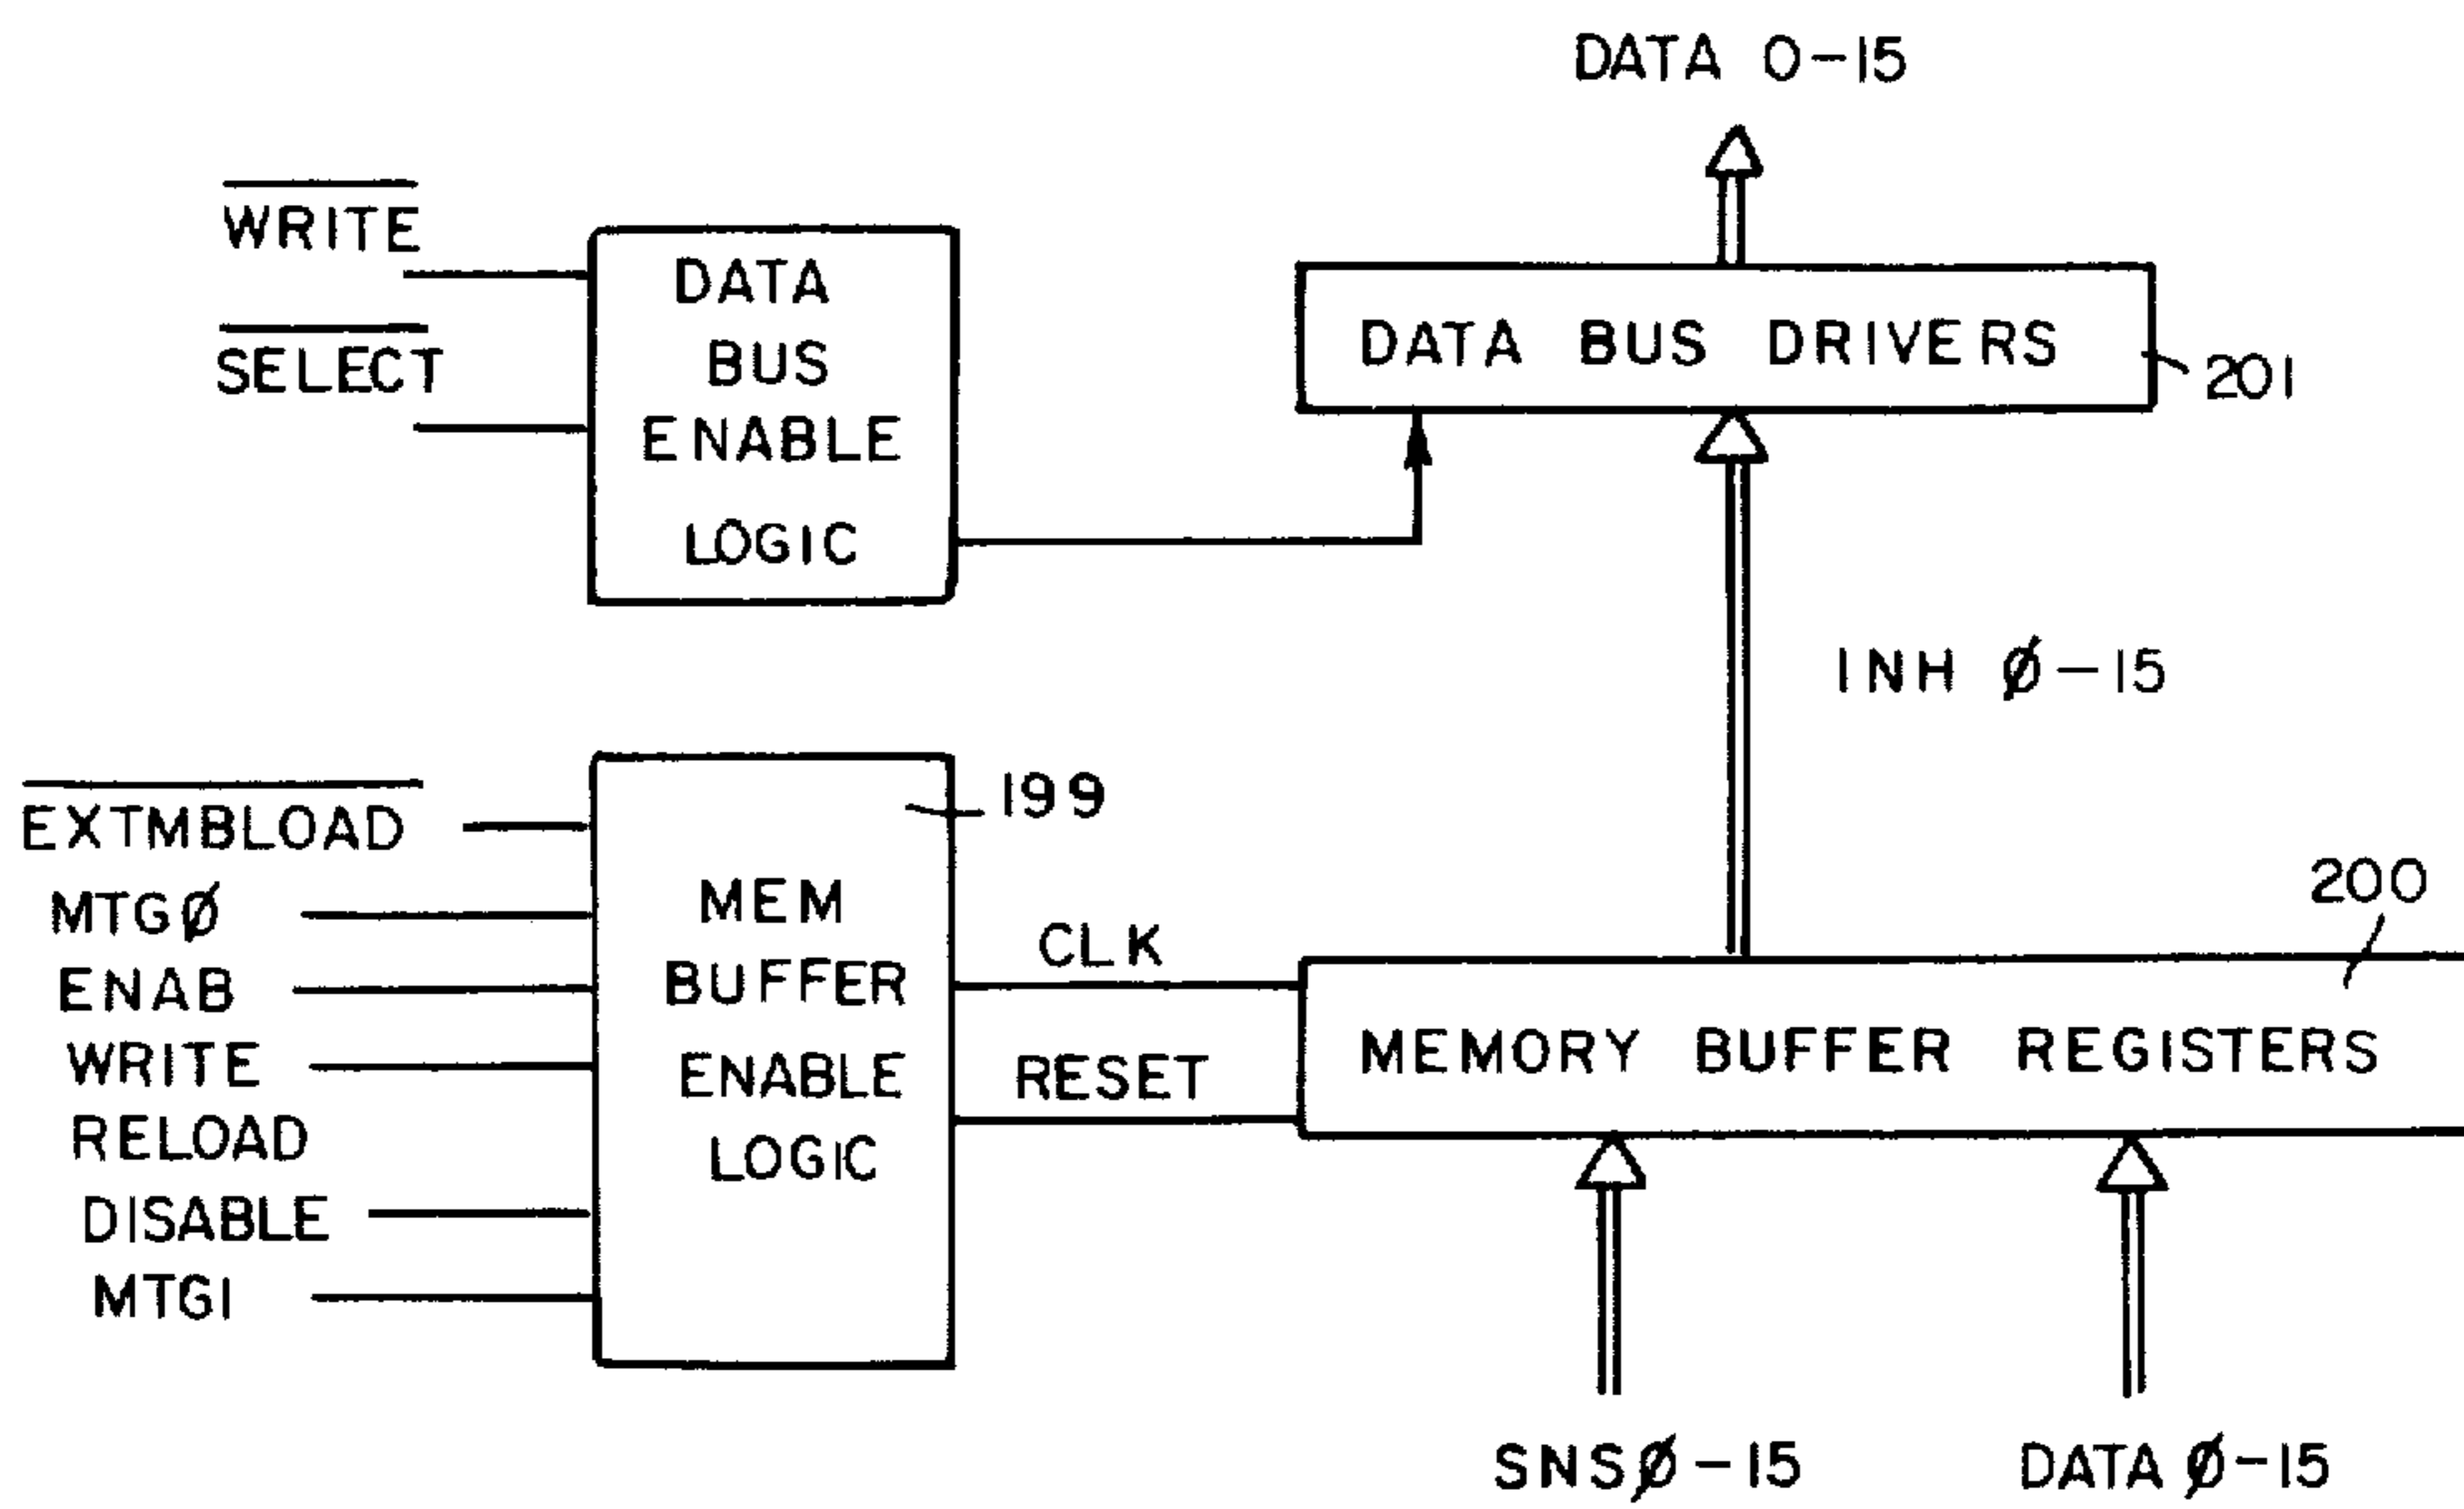 DATA 0-15
WRITE
SELECT
DATA
BUS
ENABLE
LOGIC
DATA BUS DRIVERS
201
INH Ø-15
EXTMBLOAD
MTGØ
ENAB
WRITE
RELOAD
DISABLE
MTG1
199
MEM
BUFFER
ENABLE
LOGIC
CLK
RESET
200
MEMORY BUFFER REGISTERS
SNSØ-15
DATA Ø-15